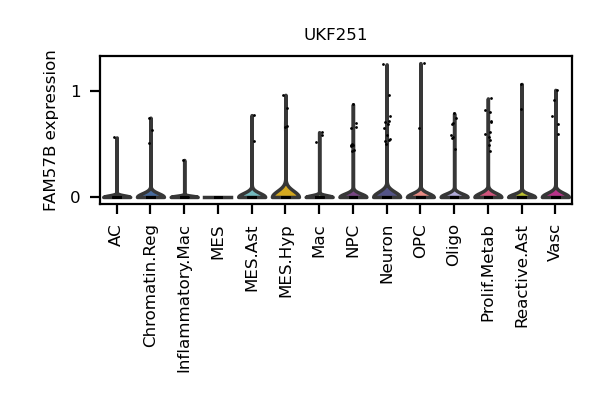 UKF251
FAM57B expression
1
0
AC
Chromatin.Reg
Inflammatory.Mac
MES
MES.Ast
MES.Hyp
Mac
NPC
Neuron
OPC
Oligo
Prolif.Metab
Reactive.Ast
Vasc